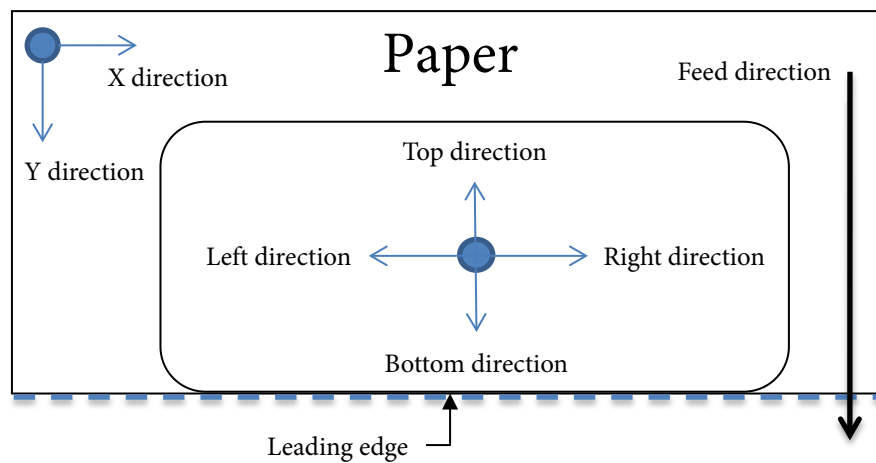 Paper
X direction
Feed direction
Y direction
Top direction
Left direction
Right direction
Bottom direction
Leading edge